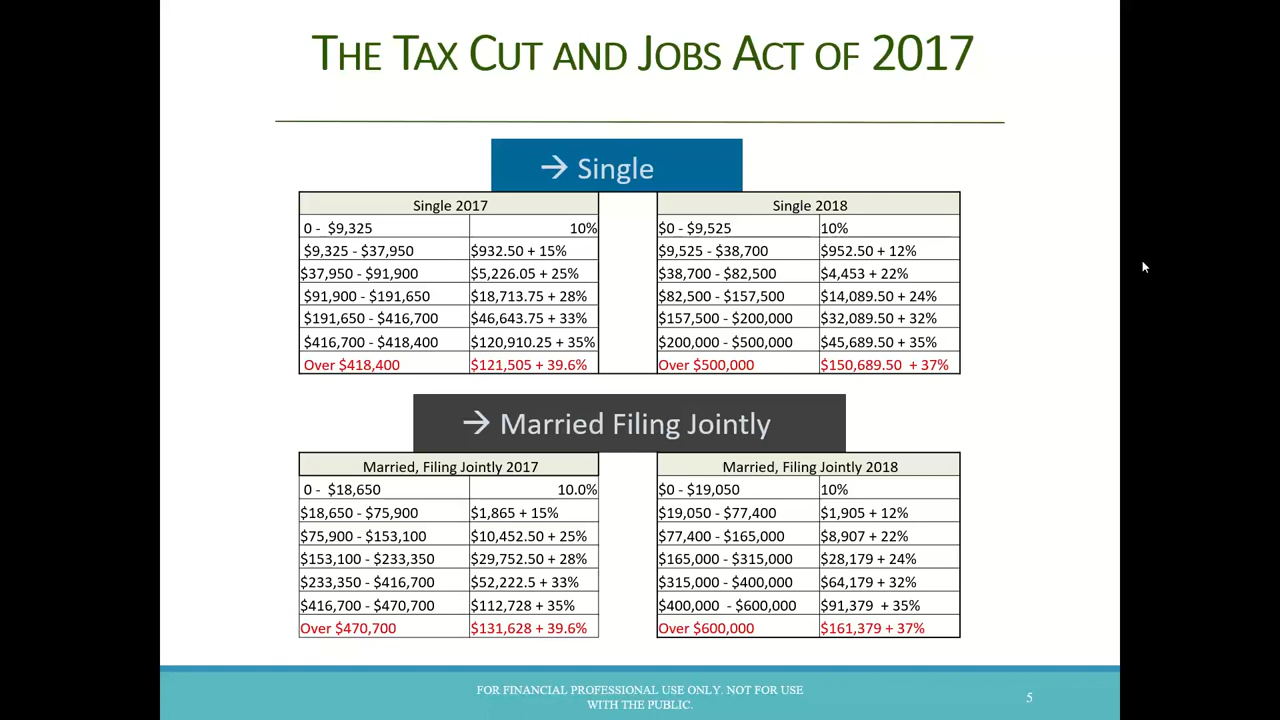 THE TAX CUT AND JOBS ACT OF 2017
→ Single
Single 2017
0 - $9,325 10%
$9,325 - $37,950 $932.50 + 15%
$37,950 - $91,900 $5,226.05 + 25%
$91,900 - $191,650 $18,713.75 + 28%
$191,650 - $416,700 $46,643.75 + 33%
$416,700 - $418,400 $120,910.25 + 35%
Over $418,400 $121,505 + 39.6%
Single 2018
$0 - $9,525 10%
$9,525 - $38,700 $952.50 + 12%
$38,700 - $82,500 $4,453 + 22%
$82,500 - $157,500 $14,089.50 + 24%
$157,500 - $200,000 $32,089.50 + 32%
$200,000 - $500,000 $45,689.50 + 35%
Over $500,000 $150,689.50 + 37%
→ Married Filing Jointly
Married, Filing Jointly 2017
0 - $18,650 10.0%
$18,650 - $75,900 $1,865 + 15%
$75,900 - $153,100 $10,452.50 + 25%
$153,100 - $233,350 $29,752.50 + 28%
$233,350 - $416,700 $52,222.5 + 33%
$416,700 - $470,700 $112,728 + 35%
Over $470,700 $131,628 + 39.6%
Married, Filing Jointly 2018
$0 - $19,050 10%
$19,050 - $77,400 $1,905 + 12%
$77,400 - $165,000 $8,907 + 22%
$165,000 - $315,000 $28,179 + 24%
$315,000 - $400,000 $64,179 + 32%
$400,000 - $600,000 $91,379 + 35%
Over $600,000 $161,379 + 37%
FOR FINANCIAL PROFESSIONAL USE ONLY. NOT FOR USE
WITH THE PUBLIC.
5